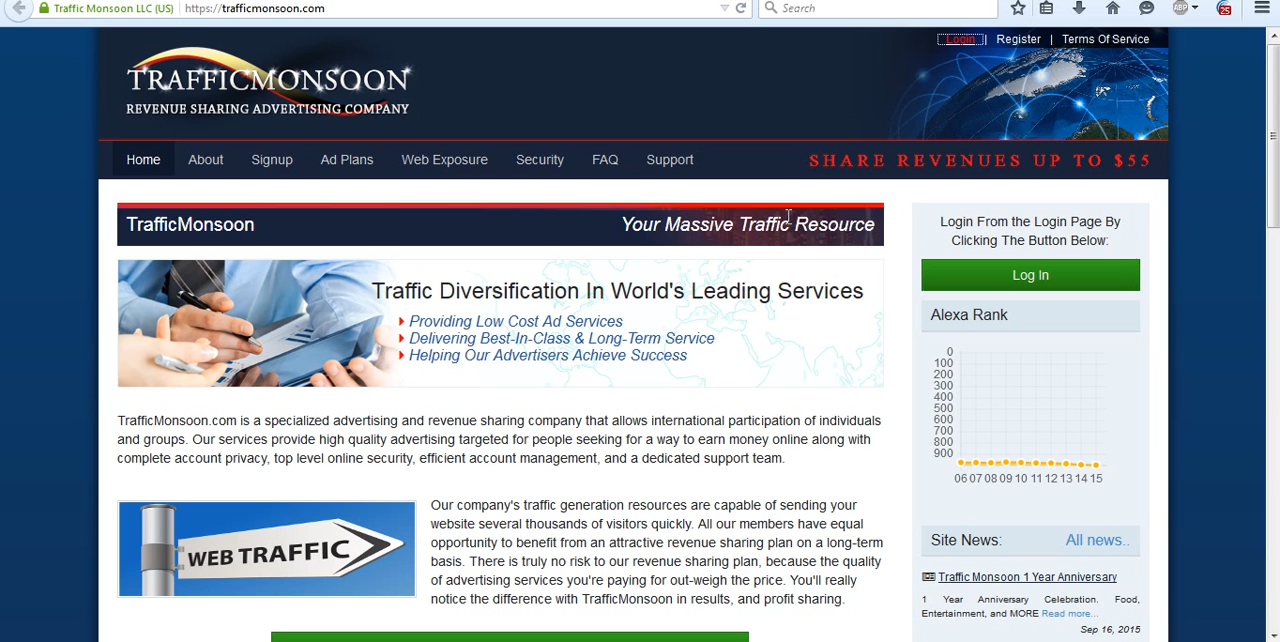 Traffic Monsoon LLC (US) https://trafficmonsoon.com Search ABP 25
Login | Register | Terms Of Service
TRAFFICMONSOON
REVENUE SHARING ADVERTISING COMPANY
Home About Signup Ad Plans Web Exposure Security FAQ Support SHARE REVENUES UP TO $55
TrafficMonsoon Your Massive Traffic Resource
Traffic Diversification In World's Leading Services
Providing Low Cost Ad Services
Delivering Best-In-Class & Long-Term Service
Helping Our Advertisers Achieve Success
TrafficMonsoon.com is a specialized advertising and revenue sharing company that allows international participation of individuals
and groups. Our services provide high quality advertising targeted for people seeking for a way to earn money online along with
complete account privacy, top level online security, efficient account management, and a dedicated support team.
WEB TRAFFIC
Our company's traffic generation resources are capable of sending your
website several thousands of visitors quickly. All our members have equal
opportunity to benefit from an attractive revenue sharing plan on a long-term
basis. There is truly no risk to our revenue sharing plan, because the quality
of advertising services you're paying for out-weigh the price. You'll really
notice the difference with TrafficMonsoon in results, and profit sharing.
Login From the Login Page By
Clicking The Button Below:
Log In
Alexa Rank
0
100
200
300
400
500
600
700
800
900
06 07 08 09 10 11 12 13 14 15
Site News: All news..
Traffic Monsoon 1 Year Anniversary
1 Year Anniversary Celebration. Food,
Entertainment, and MORE Read more...
Sep 16, 2015